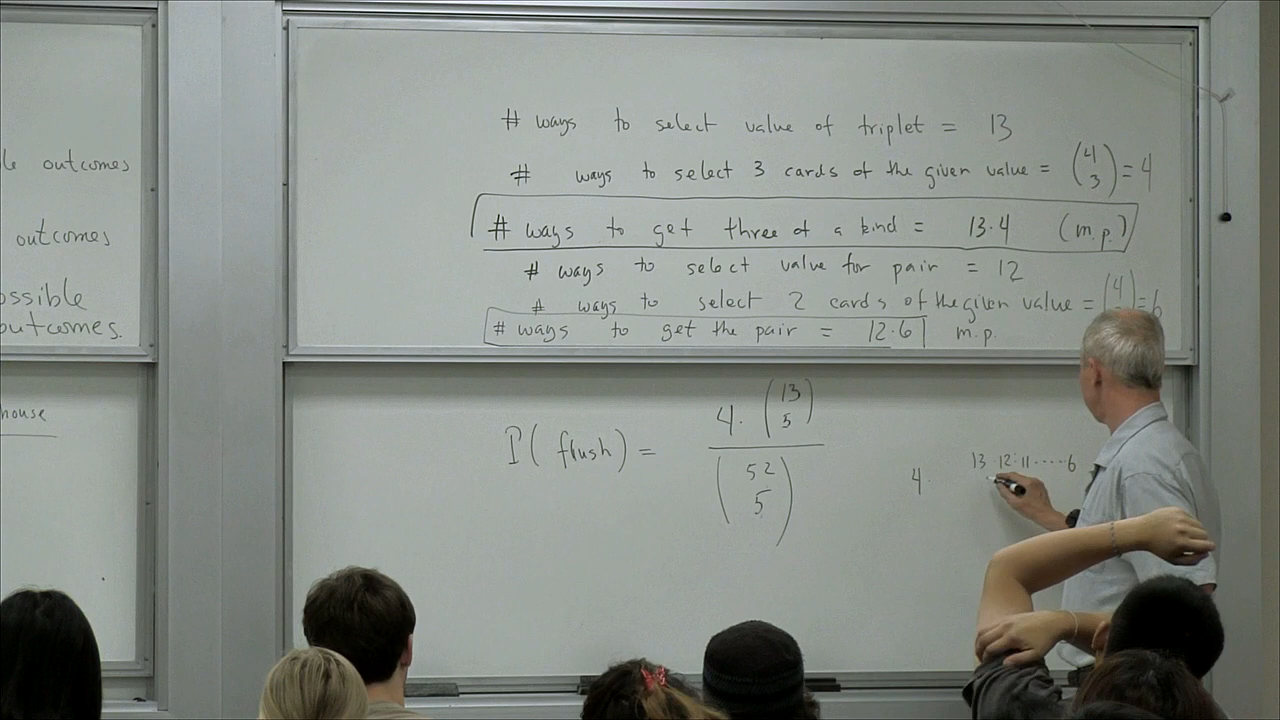 outcomes
outcomes
outcomes.
house
# ways to select value of triplet = 13
# ways to select 3 cards of the given value = (4 3) = 4
# ways to get three of a kind = 13·4 (m.p.)
# ways to select value for pair = 12
# ways to select 2 cards of the given value = (4 = 6
# ways to get the pair = 12·6 m.p.
P(flush) = 4·(13 5)
(52 5)
4· 13·12·11·····6